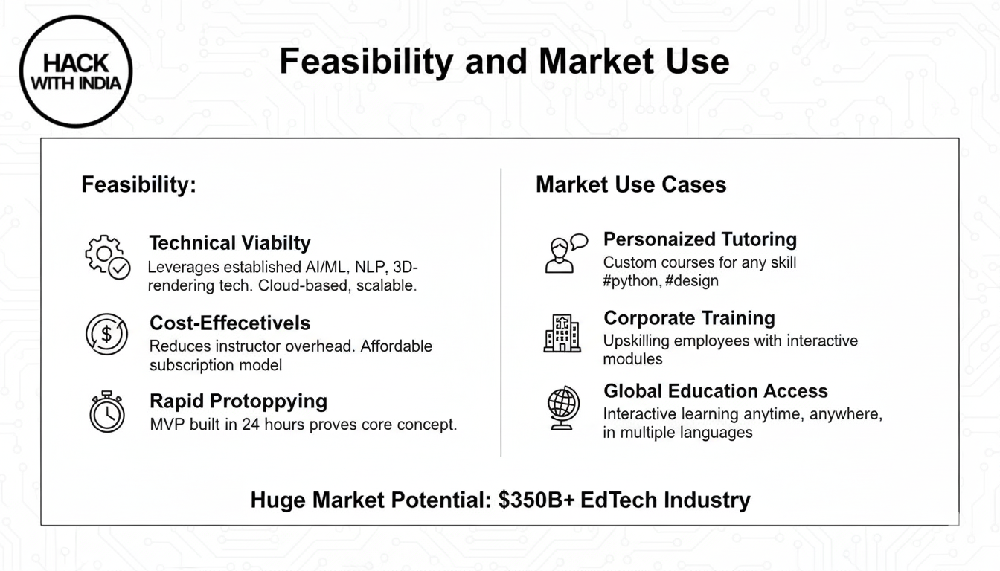 HACK
WITH INDIA
Feasibility and Market Use
Feasibility:
Technical Viabilty
Leverages established AI/ML, NLP, 3D-
rendering tech. Cloud-based, scalable.
Cost-Effecetivels
Reduces instructor overhead. Affordable
subscription model
Rapid Protoppying
MVP built in 24 hours proves core concept.
Market Use Cases
Personaized Tutoring
Custom courses for any skill
#python, #design
Corporate Training
Upskilling employees with interactive
modules
Global Education Access
Interactive learning anytime, anywhere,
in multiple languages
Huge Market Potential: $350B+ EdTech Industry